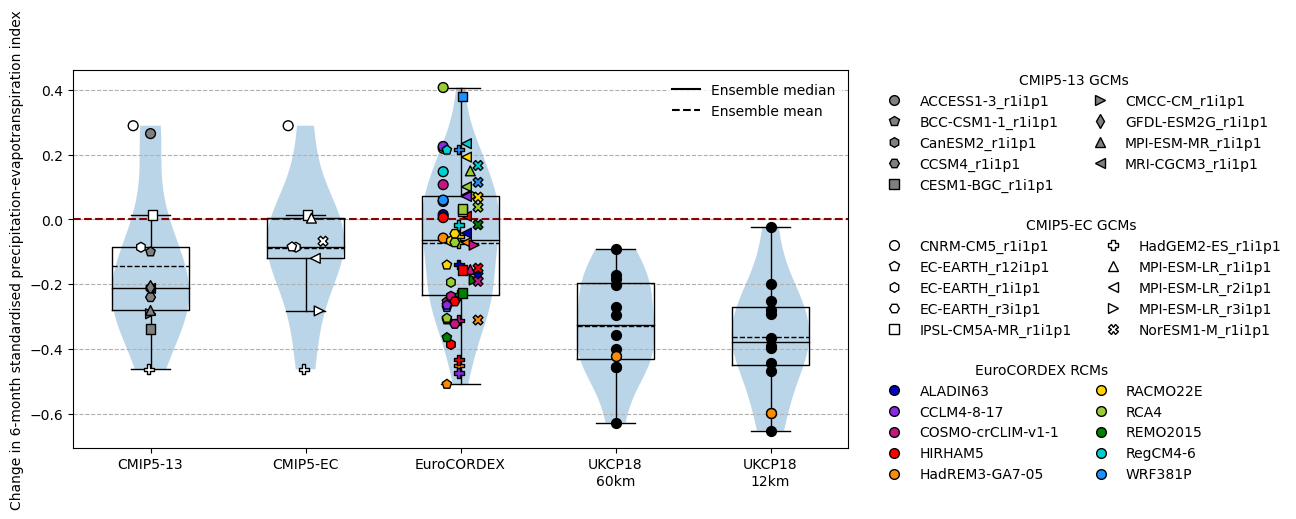 Change in 6-month standardised precipitation-evapotranspiration index
0.4
0.2
0.0
−0.2
−0.4
−0.6
Ensemble median
Ensemble mean
CMIP5-13
CMIP5-EC
EuroCORDEX
UKCP18
60km
UKCP18
12km
CMIP5-13 GCMs
ACCESS1-3_r1i1p1
BCC-CSM1-1_r1i1p1
CanESM2_r1i1p1
CCSM4_r1i1p1
CESM1-BGC_r1i1p1
CMCC-CM_r1i1p1
GFDL-ESM2G_r1i1p1
MPI-ESM-MR_r1i1p1
MRI-CGCM3_r1i1p1
CMIP5-EC GCMs
CNRM-CM5_r1i1p1
EC-EARTH_r12i1p1
EC-EARTH_r1i1p1
EC-EARTH_r3i1p1
IPSL-CM5A-MR_r1i1p1
HadGEM2-ES_r1i1p1
MPI-ESM-LR_r1i1p1
MPI-ESM-LR_r2i1p1
MPI-ESM-LR_r3i1p1
NorESM1-M_r1i1p1
EuroCORDEX RCMs
ALADIN63
CCLM4-8-17
COSMO-crCLIM-v1-1
HIRHAM5
HadREM3-GA7-05
RACMO22E
RCA4
REMO2015
RegCM4-6
WRF381P